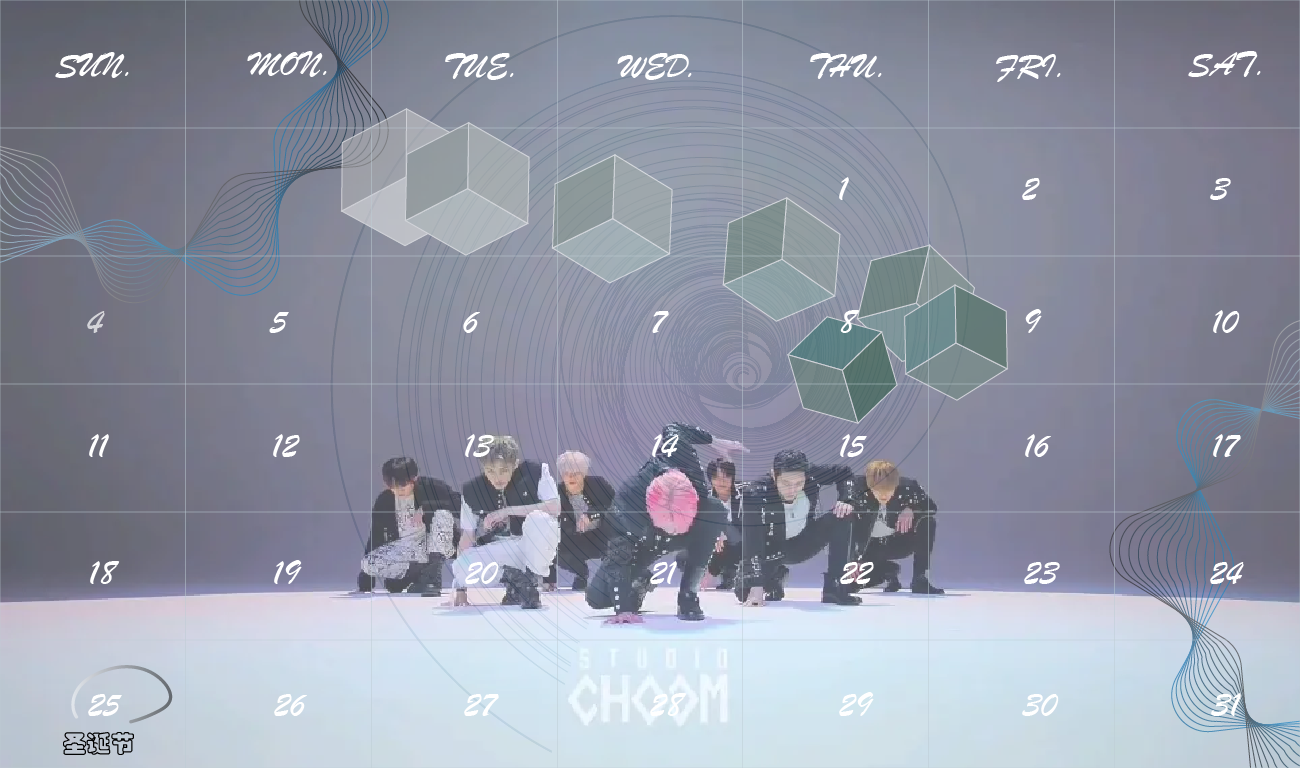 SUN. MON. TUE. WED. THU. FRI. SAT.
1 2 3
4 5 6 7 8 9 10
11 12 13 14 15 16 17
18 19 20 21 22 23 24
STUDIO
CHOOM
25 26 27 28 29 30 31
圣诞节